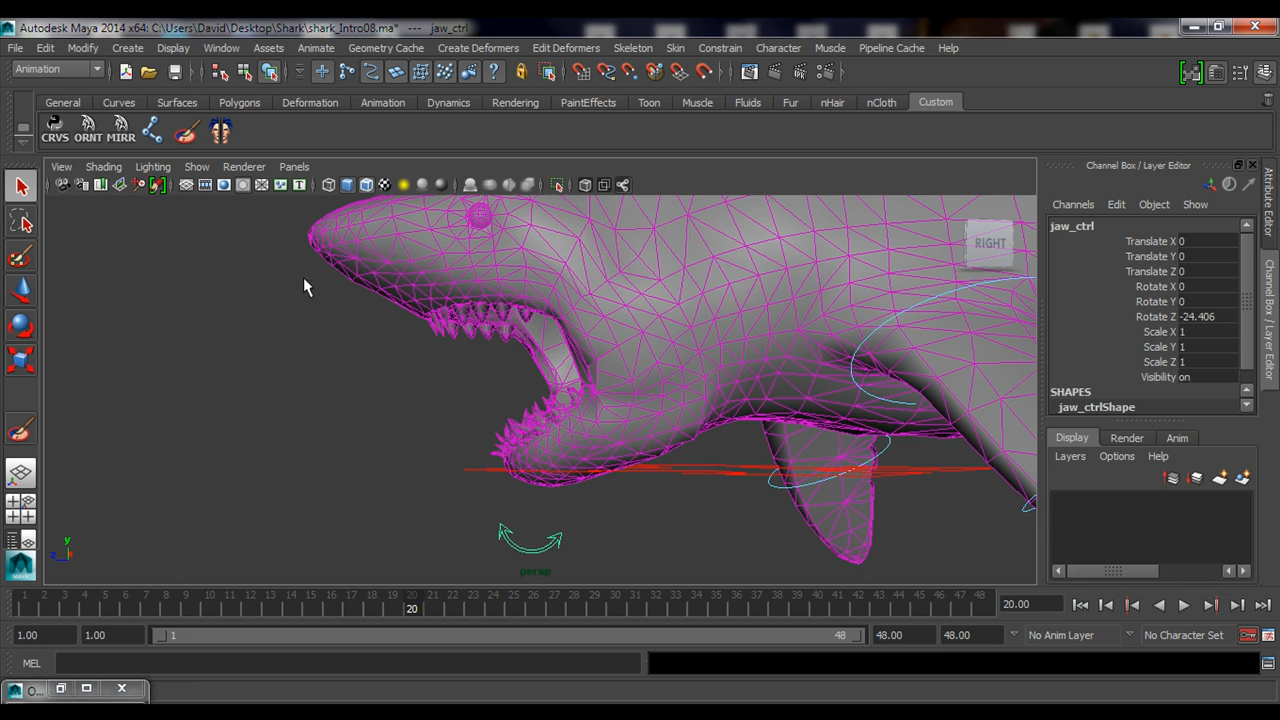 Autodesk Maya 2014 x64: C:\Users\David\Desktop\Shark\shark_Intro08.ma* --- jaw_ctrl
File Edit Modify Create Display Window Assets Animate Geometry Cache Create Deformers Edit Deformers Skeleton Skin Constrain Character Muscle Pipeline Cache Help
Animation
General Curves Surfaces Polygons Deformation Animation Dynamics Rendering PaintEffects Toon Muscle Fluids Fur nHair nCloth Custom
CRVS ORNT MIRR
View Shading Lighting Show Renderer Panels
Channel Box / Layer Editor
Channels Edit Object Show
jaw_ctrl
Translate X 0
Translate Y 0
Translate Z 0
Rotate X 0
Rotate Y 0
Rotate Z -24.406
Scale X 1
Scale Y 1
Scale Z 1
Visibility on
SHAPES
jaw_ctrlShape
Display Render Anim
Layers Options Help
Attribute Editor
Channel Box / Layer Editor
RIGHT
y
z
persp
MAYA
1 2 3 4 5 6 7 8 9 10 11 12 13 14 15 16 17 18 19 20 21 22 23 24 25 26 27 28 29 30 31 32 33 34 35 36 37 38 39 40 41 42 43 44 45 46 47 48
20
20.00
1.00 1.00 1 48 48.00 48.00 No Anim Layer No Character Set
MEL
O...